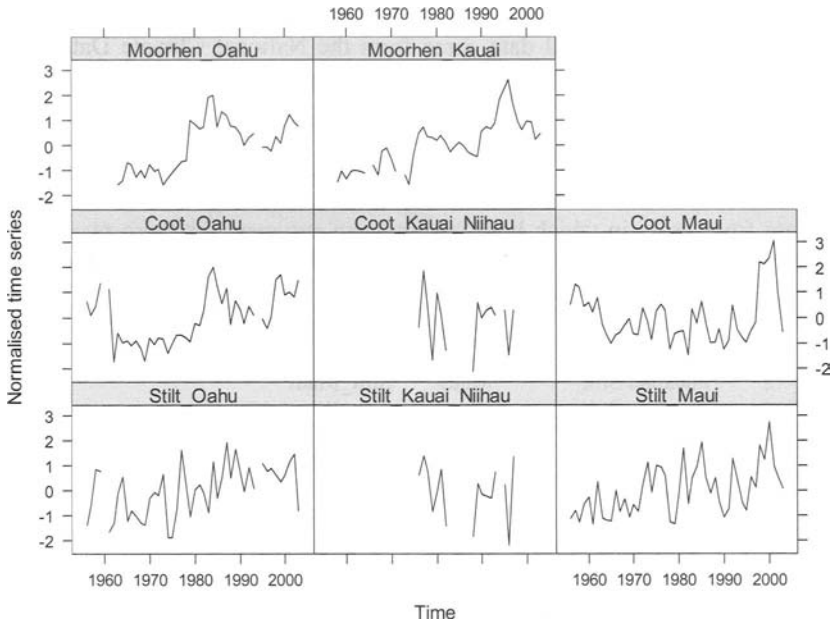 1960 1970 1980 1990 2000
Moorhen_Oahu Moorhen_Kauai
3
2
1
0
-1
-2
Coot_Oahu Coot_Kauai_Niihau Coot_Maui
3
2
1
0
-1
-2
Stilt_Oahu Stilt_Kauai_Niihau Stilt_Maui
3
2
1
0
-1
-2
1960 1970 1980 1990 2000 1960 1970 1980 1990 2000
Time
Normalised time series